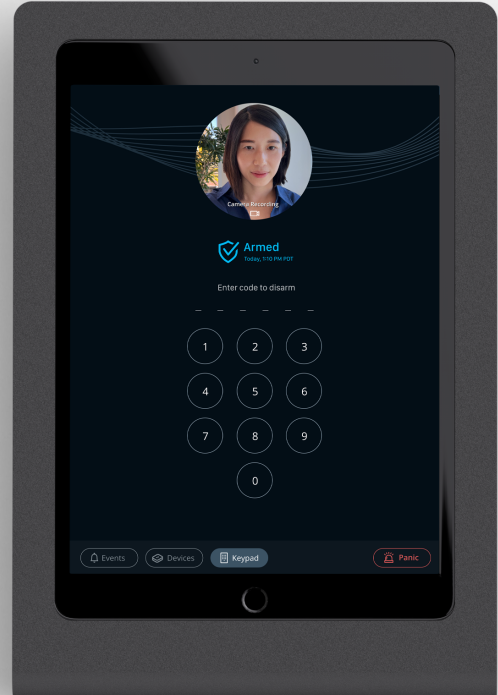 Camera Recording
Armed
Today, 1:10 PM PDT
Enter code to disarm
1 2 3
4 5 6
7 8 9
0
Events Devices Keypad Panic